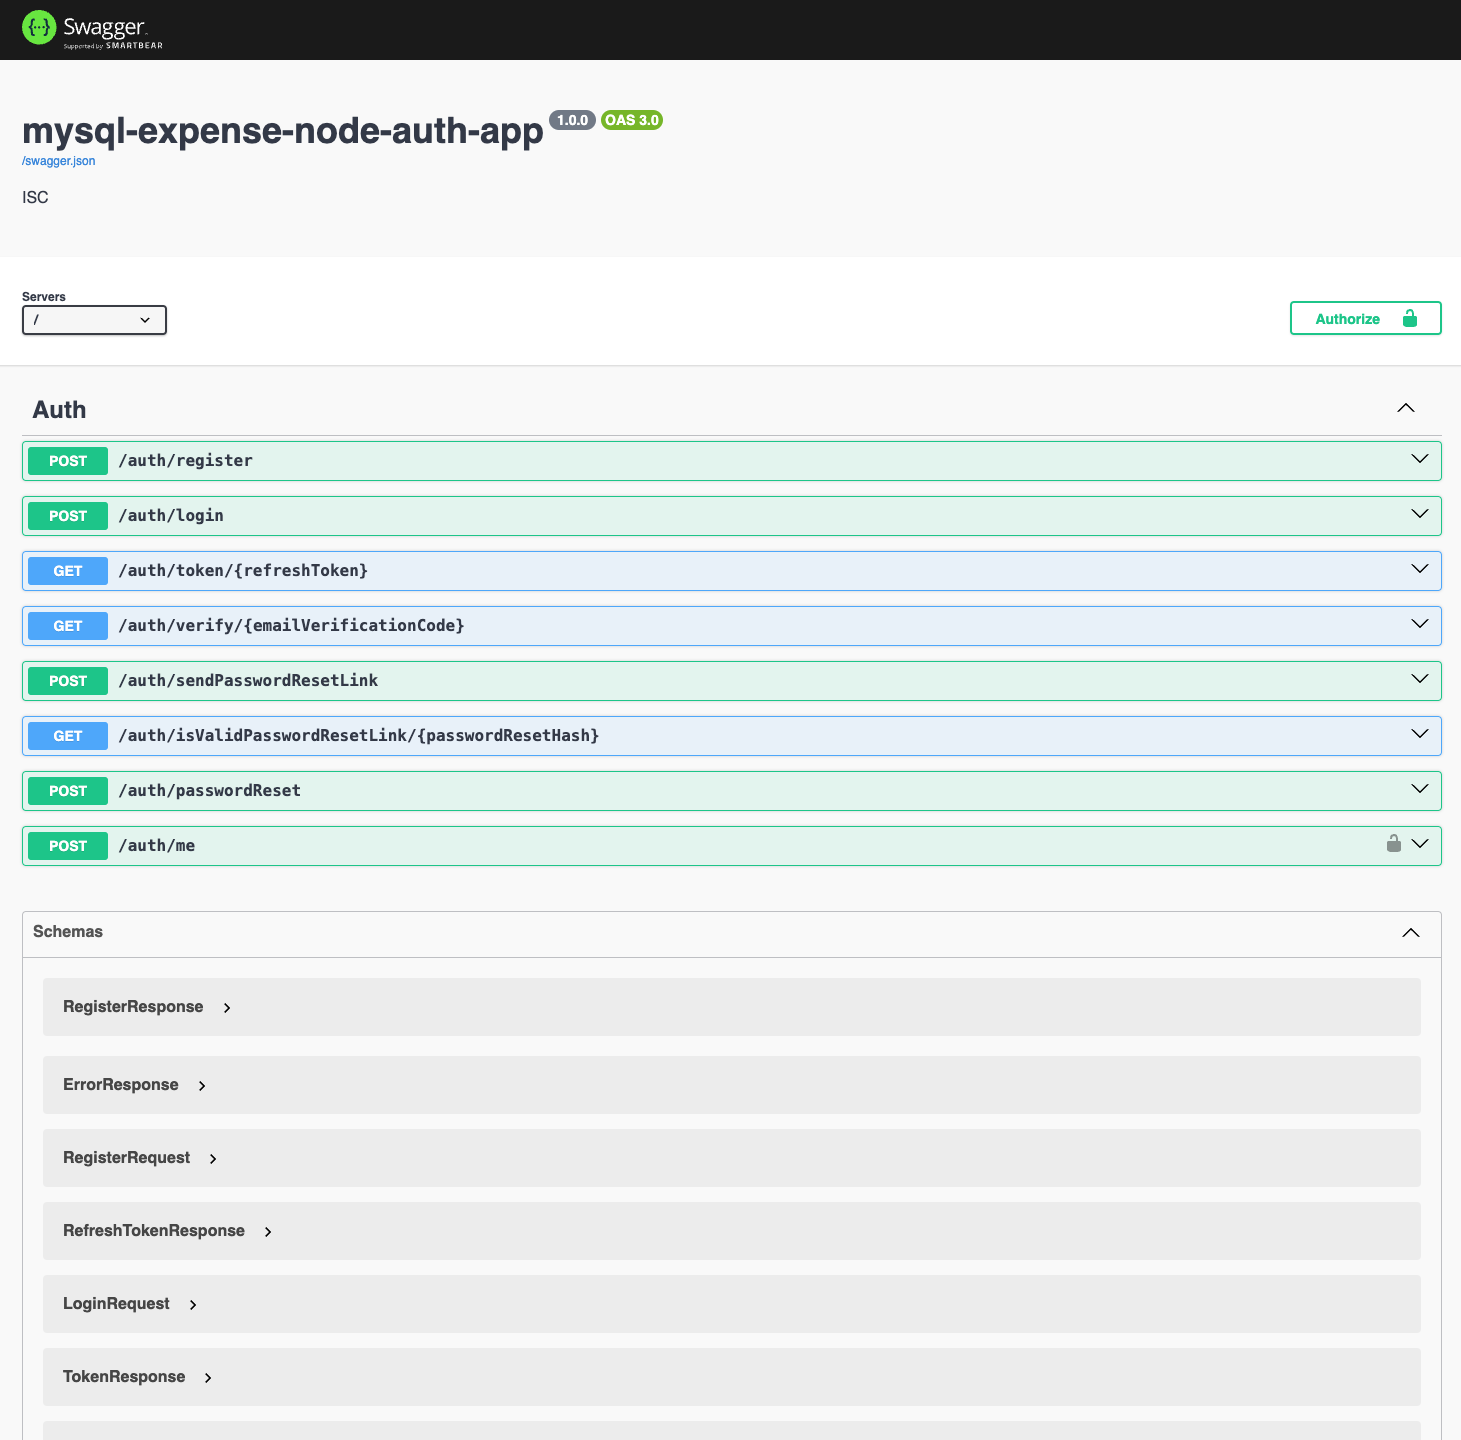 {···} Swagger.
Supported by SMARTBEAR
mysql-expense-node-auth-app 1.0.0 OAS 3.0
/swagger.json
ISC
Servers
/
Authorize
Auth
POST /auth/register
POST /auth/login
GET /auth/token/{refreshToken}
GET /auth/verify/{emailVerificationCode}
POST /auth/sendPasswordResetLink
GET /auth/isValidPasswordResetLink/{passwordResetHash}
POST /auth/passwordReset
POST /auth/me
Schemas
RegisterResponse
ErrorResponse
RegisterRequest
RefreshTokenResponse
LoginRequest
TokenResponse